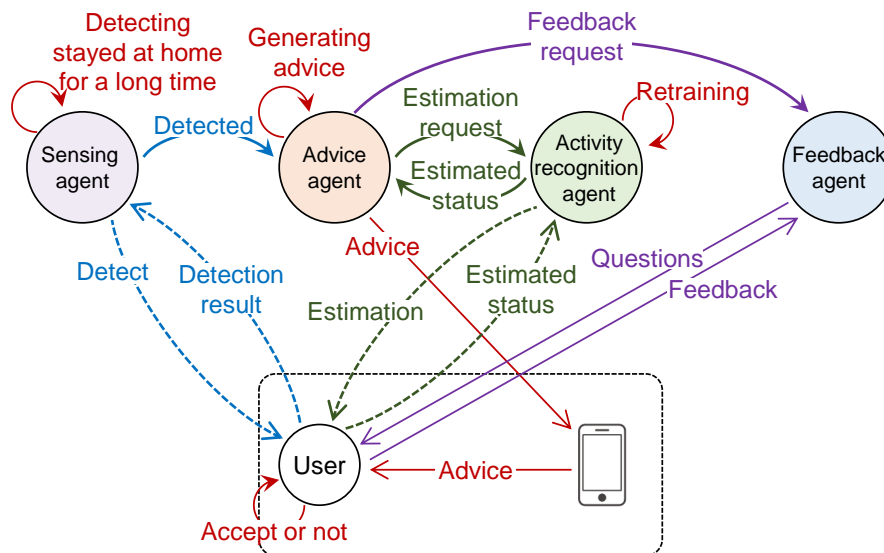 Detecting
stayed at home
for a long time
Generating
advice
Feedback
request
Detected
Estimation
request
Retraining
Sensing
agent
Advice
agent
Estimated
status
Activity
recognition
agent
Feedback
agent
Advice
Detect
Detection
result
Estimation
Estimated
status
Questions
Feedback
User
Advice
Accept or not